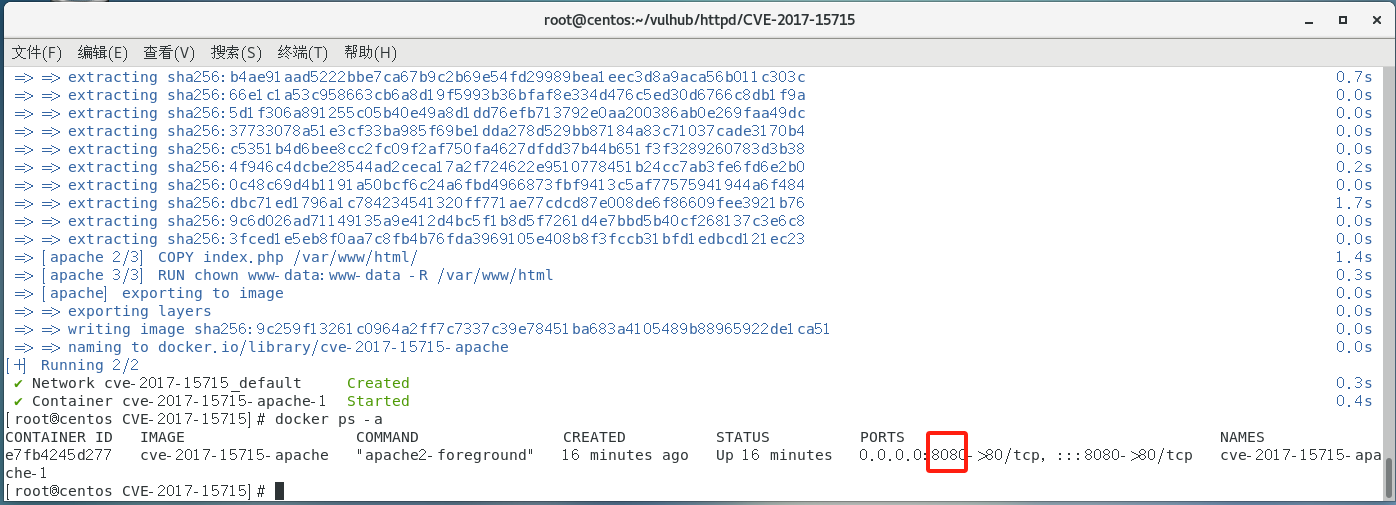 root@centos:~/vulhub/httpd/CVE-2017-15715
文件(F) 编辑(E) 查看(V) 搜索(S) 终端(T) 帮助(H)
=> => extracting sha256:b4ae91aad5222bbe7ca67b9c2b69e54fd29989bea1eec3d8a9aca56b011c303c 0.7s
=> => extracting sha256:66e1c1a53c958663cb6a8d19f5993b36bfaf8e334d476c5ed30d6766c8db1f9a 0.0s
=> => extracting sha256:5d1f306a891255c05b40e49a8d1dd76efb713792e0aa200386ab0e269faa49dc 0.0s
=> => extracting sha256:37733078a51e3cf33ba985f69be1dda278d529bb87184a83c71037cade3170b4 0.0s
=> => extracting sha256:c5351b4d6bee8cc2fc09f2af750fa4627dfdd37b44b651f3f3289260783d3b38 0.0s
=> => extracting sha256:4f946c4dcbe28544ad2ceca17a2f724622e9510778451b24cc7ab3fe6fd6e2b0 0.2s
=> => extracting sha256:0c48c69d4b1191a50bcf6c24a6fbd4966873fbf9413c5af77575941944a6f484 0.0s
=> => extracting sha256:dbc71ed1796a1c784234541320ff771ae77cdcd87e008de6f86609fee3921b76 1.7s
=> => extracting sha256:9c6d026ad71149135a9e412d4bc5f1b8d5f7261d4e7bbd5b40cf268137c3e6c8 0.0s
=> => extracting sha256:3fced1e5eb8f0aa7c8fb4b76fda3969105e408b8f3fccb31bfd1edbcd121ec23 0.0s
=> [apache 2/3] COPY index.php /var/www/html/ 1.4s
=> [apache 3/3] RUN chown www-data:www-data -R /var/www/html 0.3s
=> [apache] exporting to image 0.0s
=> => exporting layers 0.0s
=> => writing image sha256:9c259f13261c0964a2ff7c7337c39e78451ba683a4105489b88965922de1ca51 0.0s
=> => naming to docker.io/library/cve-2017-15715-apache 0.0s
[+] Running 2/2
✔ Network cve-2017-15715_default Created 0.3s
✔ Container cve-2017-15715-apache-1 Started 0.4s
[root@centos CVE-2017-15715]# docker ps -a
CONTAINER ID IMAGE COMMAND CREATED STATUS PORTS NAMES
e7fb4245d277 cve-2017-15715-apache "apache2-foreground" 16 minutes ago Up 16 minutes 0.0.0.0:8080->80/tcp, :::8080->80/tcp cve-2017-15715-apa
che-1
[root@centos CVE-2017-15715]#